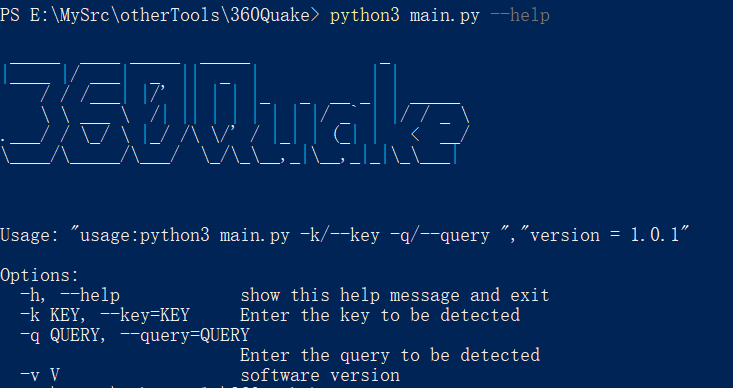 PS E:\MySrc\otherTools\360Quake> python3 main.py --help
360Quake
Usage: "usage:python3 main.py -k/--key -q/--query ","version = 1.0.1"
Options:
-h, --help show this help message and exit
-k KEY, --key=KEY Enter the key to be detected
-q QUERY, --query=QUERY
Enter the query to be detected
-v V software version